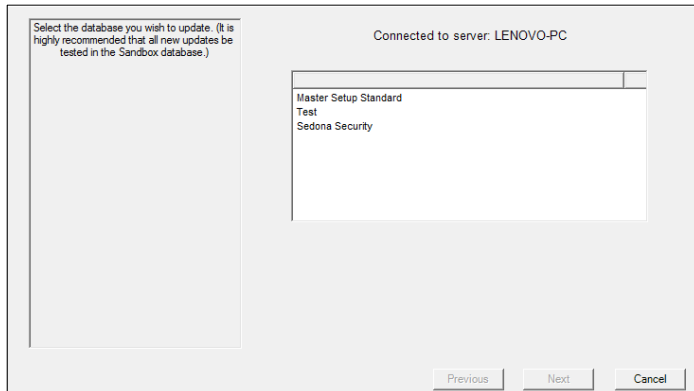 Select the database you wish to update. (It is
highly recommended that all new updates be
tested in the Sandbox database.)
Connected to server: LENOVO-PC
Master Setup Standard
Test
Sedona Security
Previous
Next
Cancel